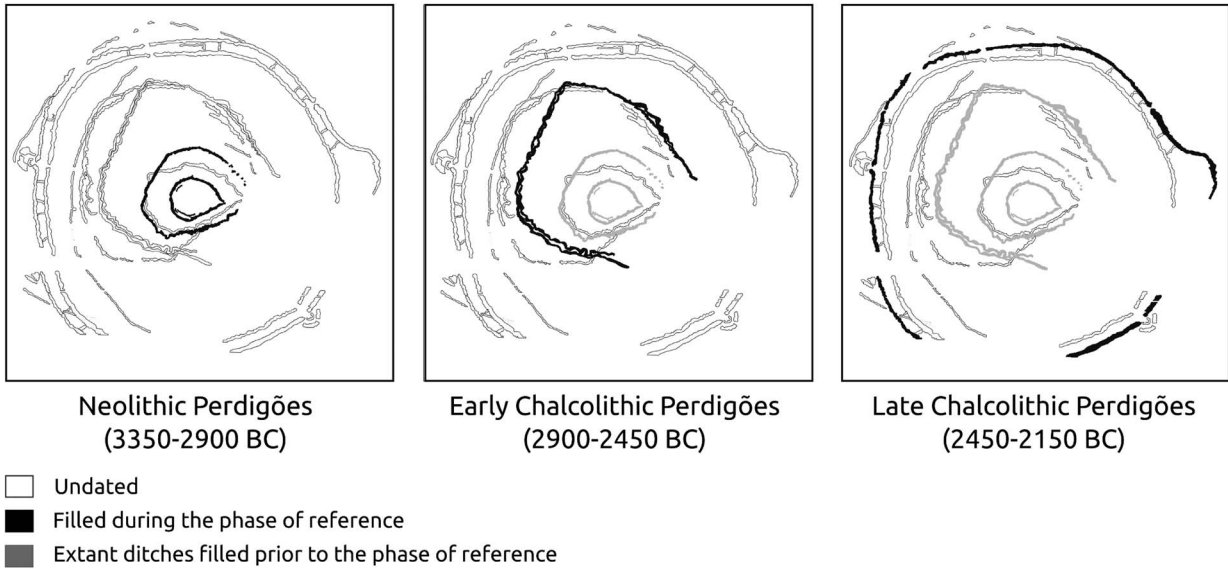 Neolithic Perdigões
(3350-2900 BC)
Early Chalcolithic Perdigões
(2900-2450 BC)
Late Chalcolithic Perdigões
(2450-2150 BC)
Undated
Filled during the phase of reference
Extant ditches filled prior to the phase of reference